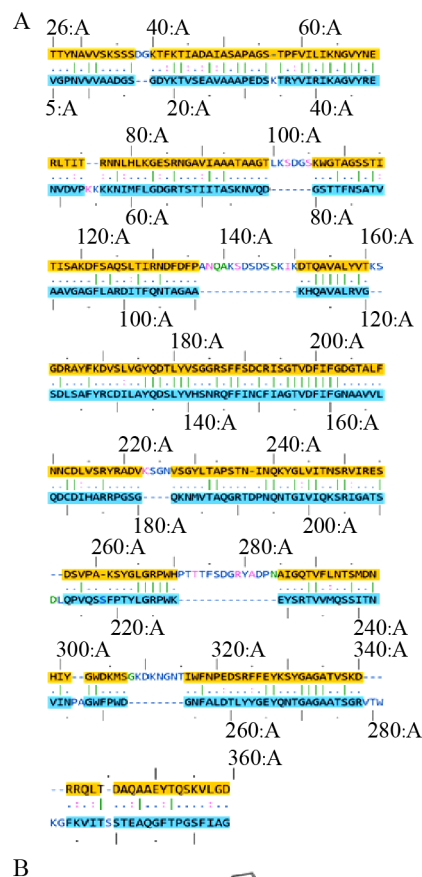 A
26:A 40:A 60:A
TTYNAVVSKSSSDGKTFKTIADAIASAPAGS-TPFVILIKNGVYNE
VGPNVVVAADGS--GDYKTVSEAVAAAPEDSKTRYVIRIKAGVYRE
5:A 20:A 40:A
80:A 100:A
RLTIT--RNNLHLKGESRNGAVIAAATAAGTLKSDGSKWGTAGSSTI
NVDVPKKKKNIMFLGDGRTSTIITASKNVQD------GSTTFNSATV
60:A 80:A
120:A 140:A 160:A
TISAKDFSAQSLTIRNDFDFPANQAKSDSDSSKIKDTQAVALYVTKS
AAVGAGFLARDITFQNTAGAA--------------KHQAVALRVG--
100:A 120:A
180:A 200:A
GDRAYFKDVSLVGYQDTLYVSGGRSFFSDCRISGTVDFIFGDGTALF
SDLSAFYRCDILAYQDSLYVHSNRQFFINCFIAGTVDFIFGNAAVVL
140:A 160:A
220:A 240:A
NNCDLVSRYRADVKSGNVSGYLTAPSTN-INQKYGLVITNSRVIRES
QDCDIHARRPGSG----QKNMVTAQGRTDPNQNTGIVIQKSRIGATS
180:A 200:A
260:A 280:A
--DSVPA-KSYGLGRPWHPTTTFSDGRYADPNAIGQTVFLNTSMDN
DLQPVQSSFPTYLGRPWK--------------EYSRTVVMQSSITN
220:A 240:A
300:A 320:A 340:A
HIY--GWDKMSGKDKNGNTIWFNPEDSRFFEYKSYGAGATVSKD---
VINPAGWFPWD--------GNFALDTLYYGEYQNTGAGAATSGRVTW
260:A 280:A
360:A
--RRQLT-DAQAAEYTQSKVLGD
KGFKVITSSTEAQGFTPGSFIAG
B